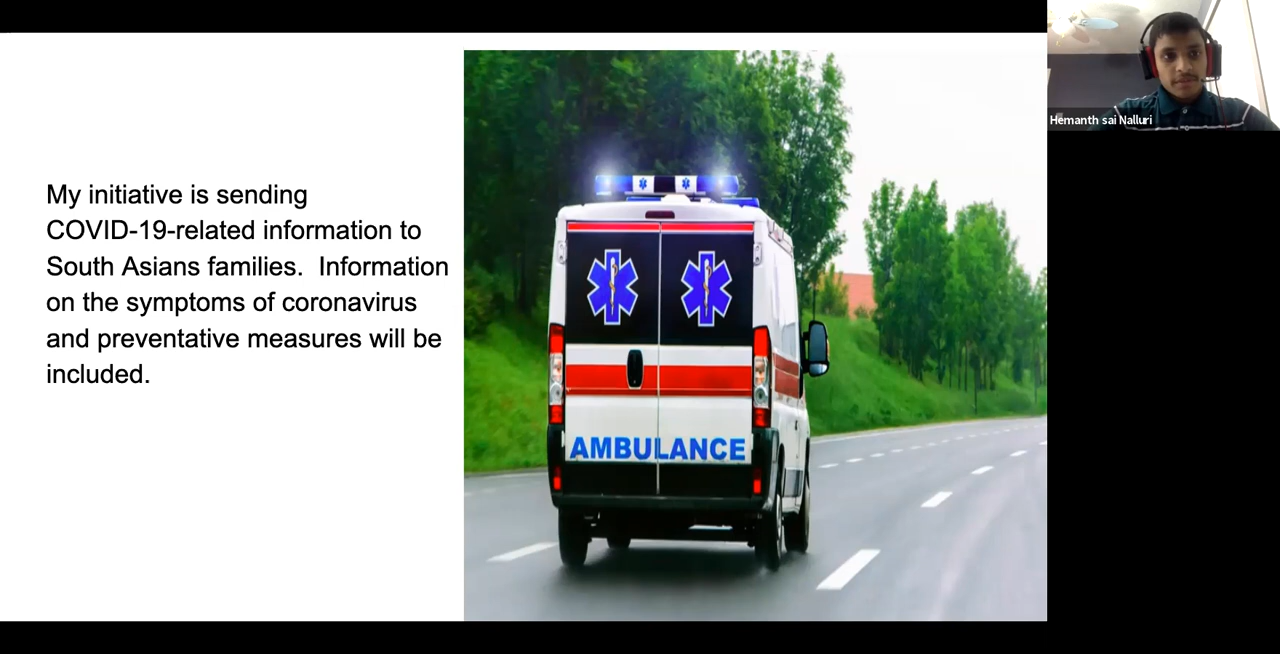 My initiative is sending
COVID-19-related information to
South Asians families.  Information
on the symptoms of coronavirus
and preventative measures will be
included.
AMBULANCE
Hemanth sai Nalluri